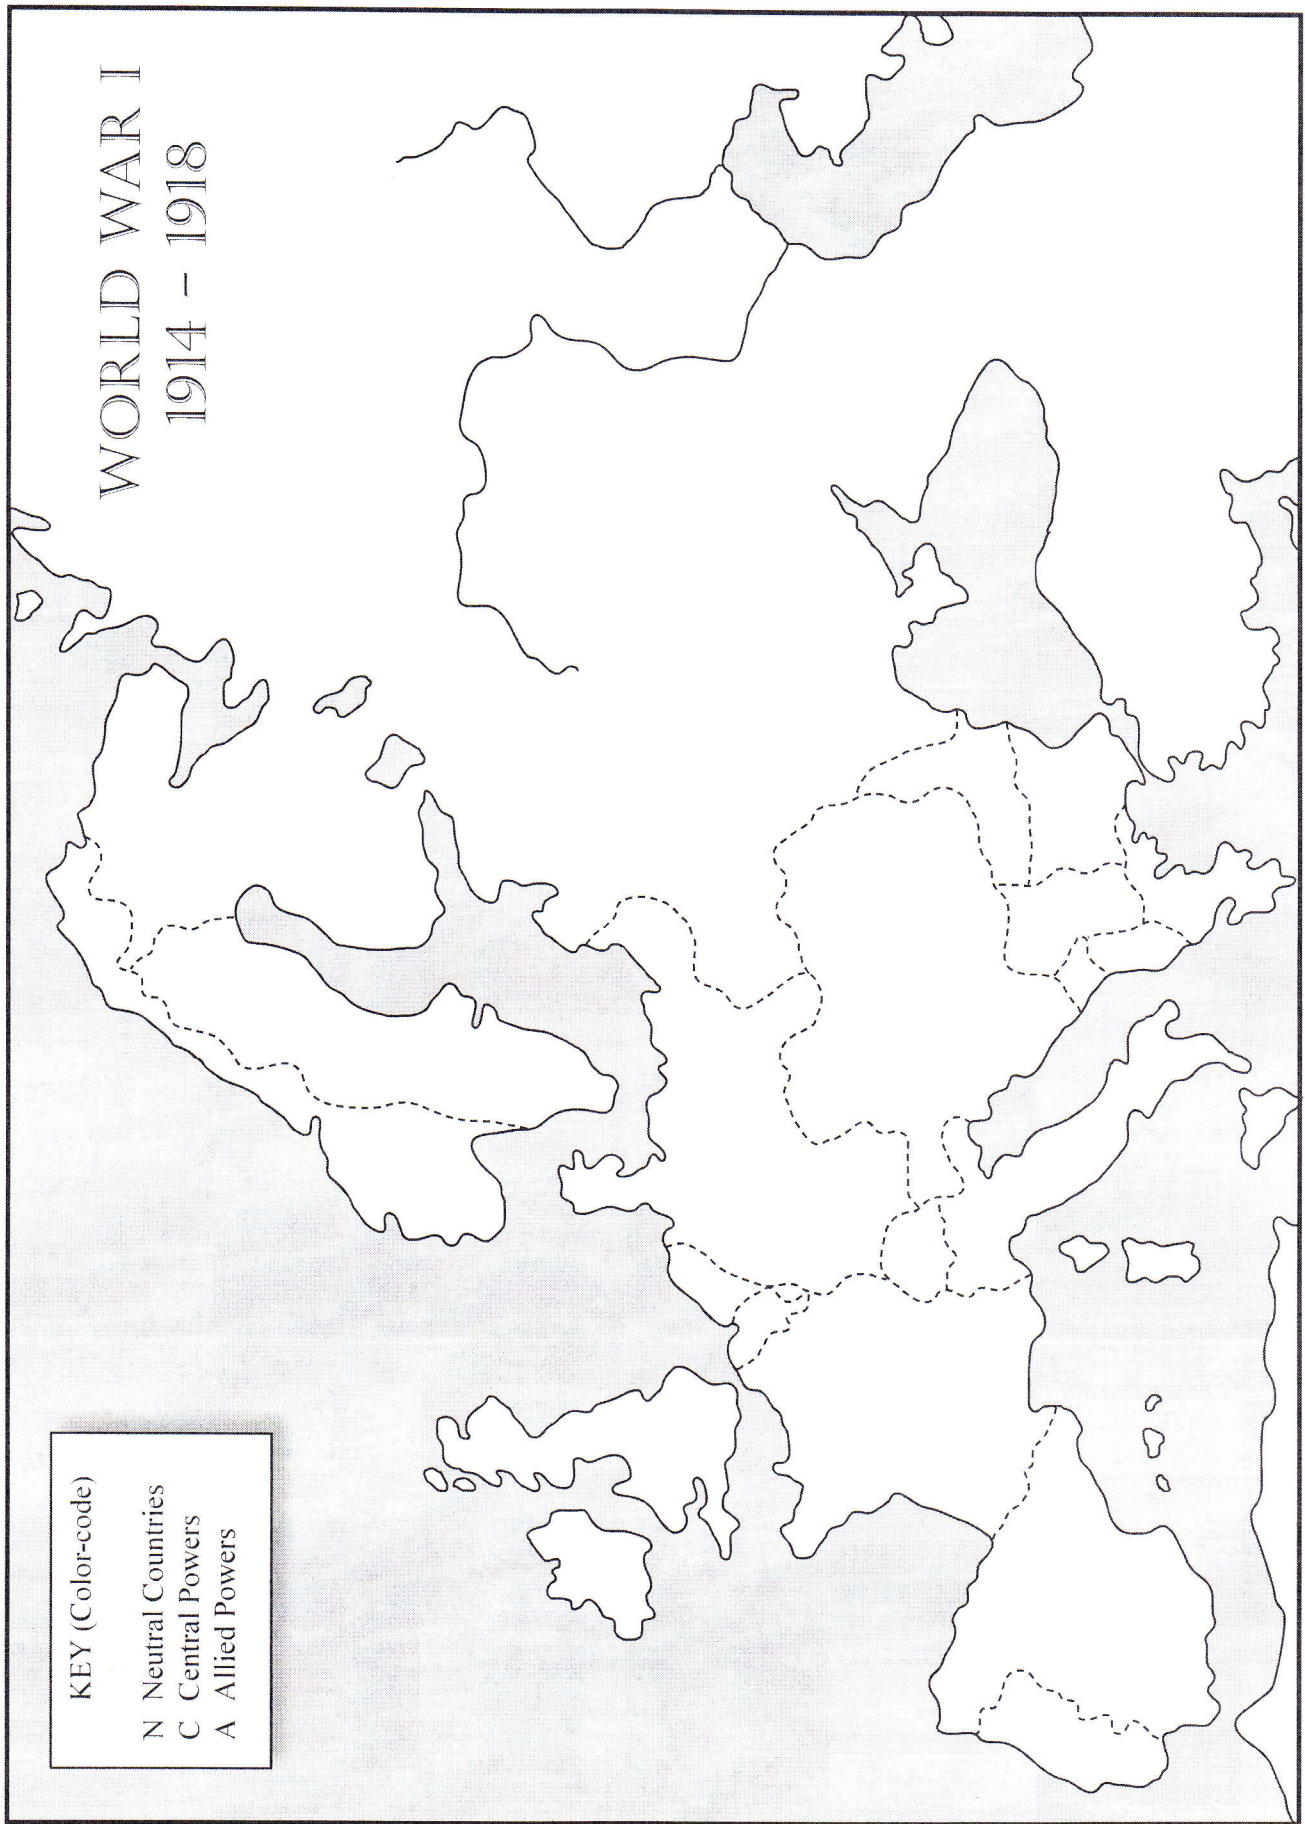 WORLD WAR I
1914 – 1918
KEY (Color-code)
N Neutral Countries
C Central Powers
A Allied Powers